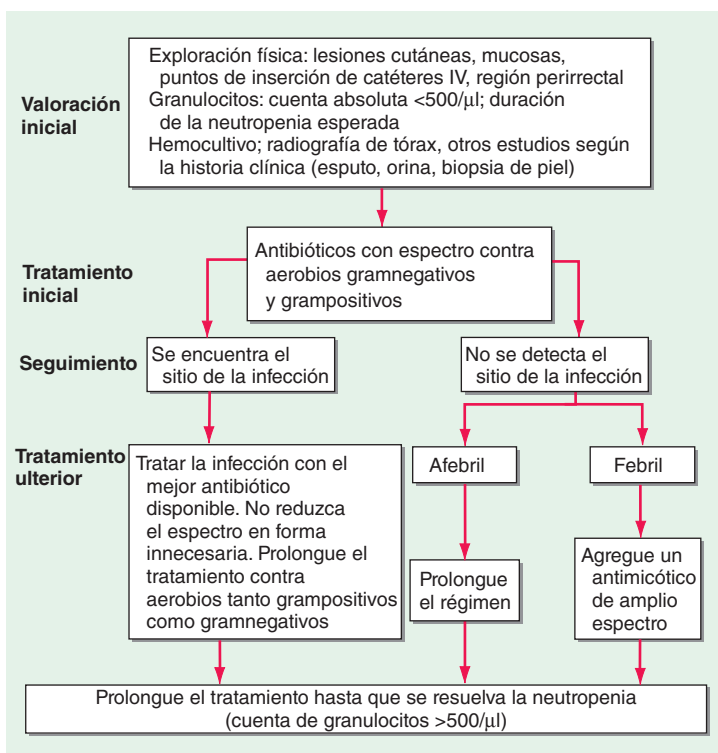 Valoración
inicial
Exploración física: lesiones cutáneas, mucosas,
puntos de inserción de catéteres IV, región perirrectal
Granulocitos: cuenta absoluta <500/μl; duración
de la neutropenia esperada
Hemocultivo; radiografía de tórax, otros estudios según
la historia clínica (esputo, orina, biopsia de piel)
Tratamiento
inicial
Antibióticos con espectro contra
aerobios gramnegativos
y grampositivos
Seguimiento
Se encuentra el
sitio de la infección
No se detecta el
sitio de la infección
Tratamiento
ulterior
Tratar la infección con el
mejor antibiótico
disponible. No reduzca
el espectro en forma
innecesaria. Prolongue el
tratamiento contra
aerobios tanto grampositivos
como gramnegativos
Afebril
Febril
Prolongue
el régimen
Agregue un
antimicótico
de amplio
espectro
Prolongue el tratamiento hasta que se resuelva la neutropenia
(cuenta de granulocitos >500/μl)